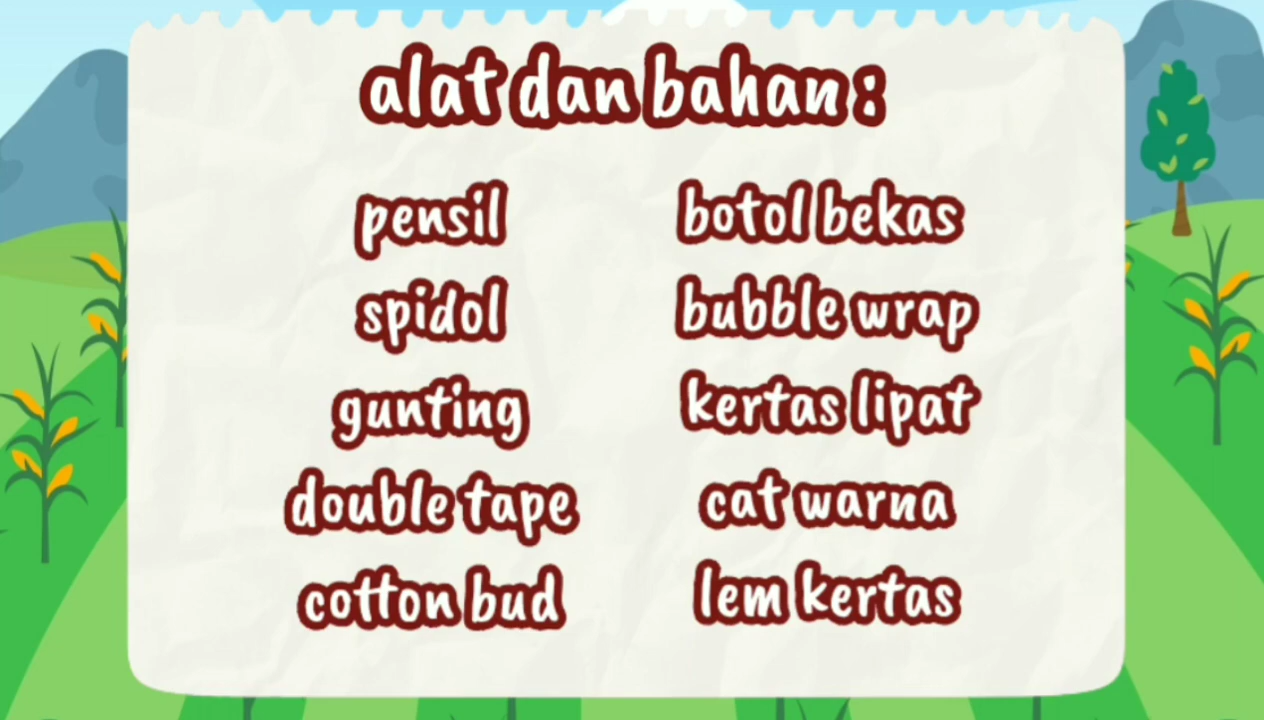 alat dan bahan :
pensil
spidol
gunting
double tape
cotton bud
botol bekas
bubble wrap
kertas lipat
cat warna
lem kertas